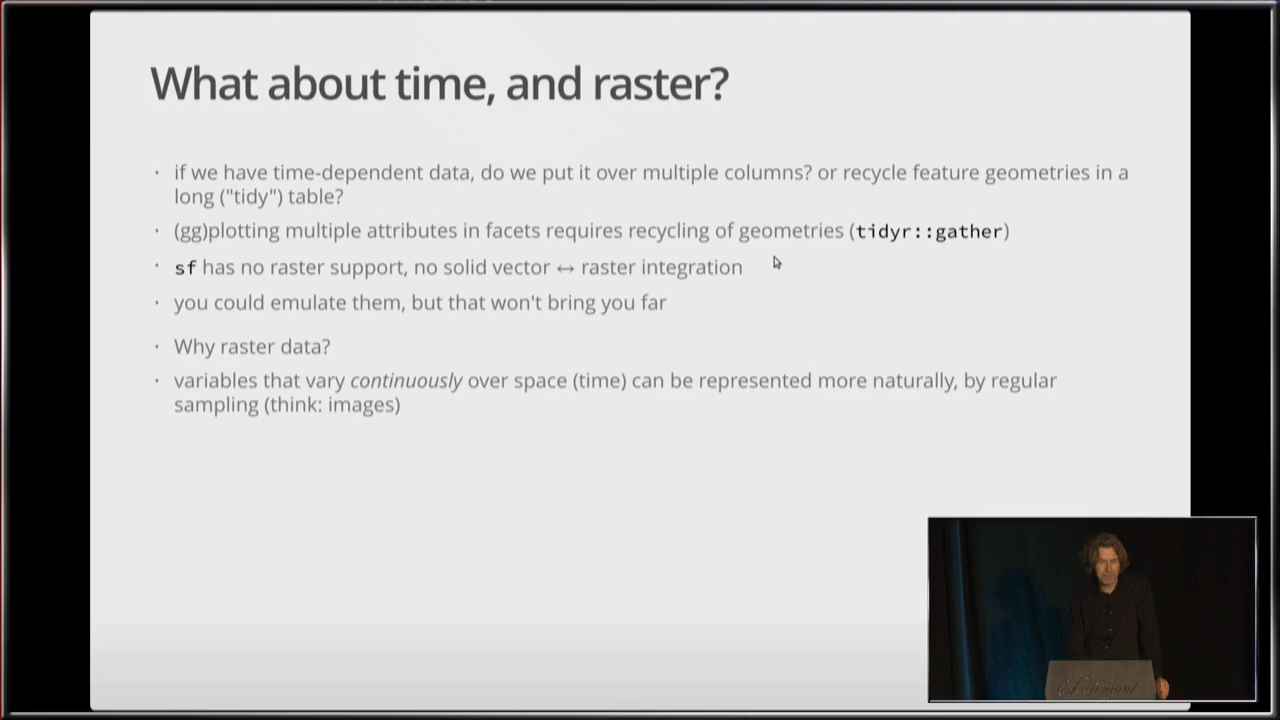 What about time, and raster?
· if we have time-dependent data, do we put it over multiple columns? or recycle feature geometries in a
long ("tidy") table?
· (gg)plotting multiple attributes in facets requires recycling of geometries (tidyr::gather)
· sf has no raster support, no solid vector ↔ raster integration
· you could emulate them, but that won't bring you far
· Why raster data?
· variables that vary continuously over space (time) can be represented more naturally, by regular
sampling (think: images)
Fairmont